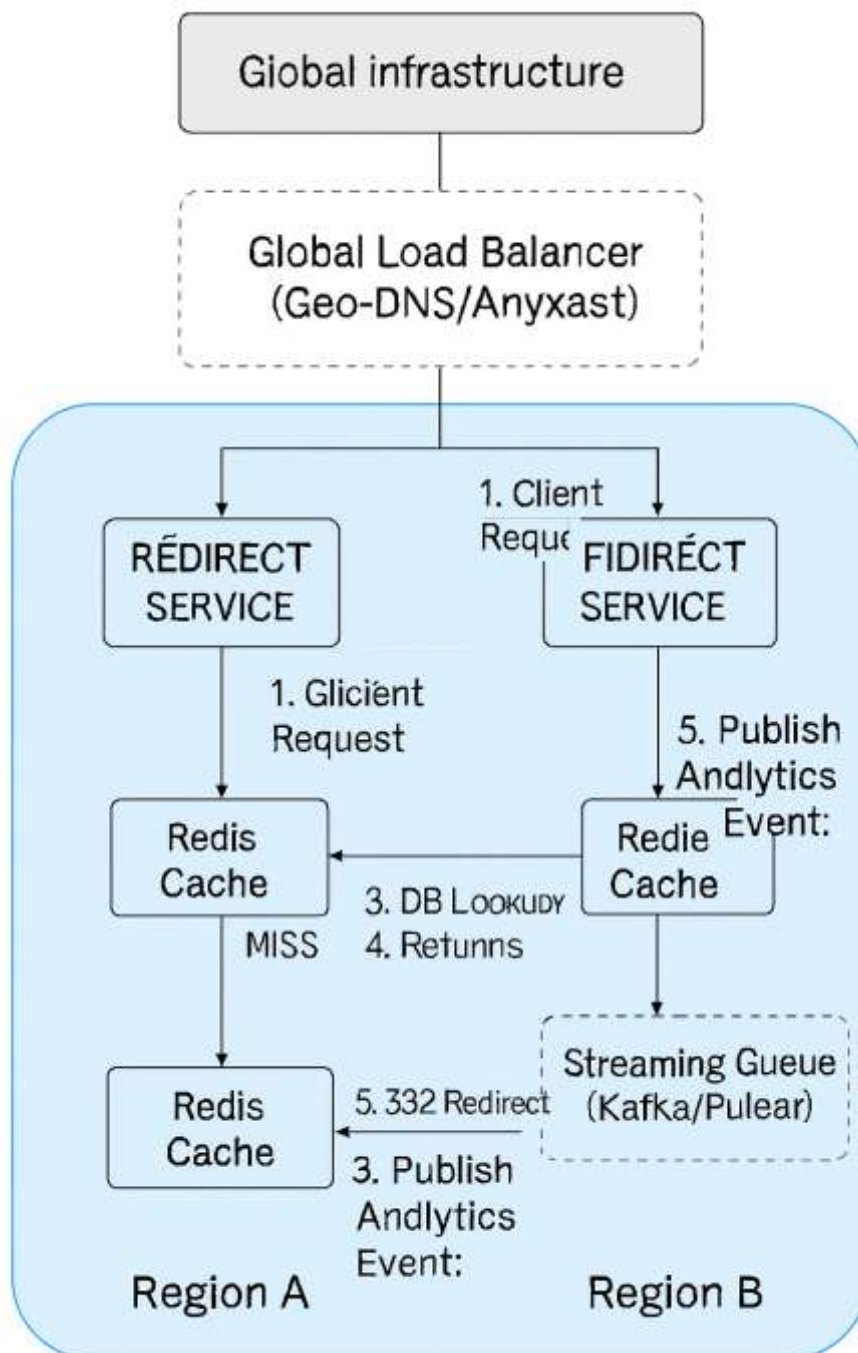 Giobal infrastructure
Global Load Balancer
(Geo-DNS/Anyxast)
1. Client
Reque
RÉDIRECT
SERVICE
FIDIRÉCT
SERVICE
1. Gliciént
Request
5. Publish
Andlytics
Event:
Redis
Cache
Redie
Cache
3. DB LOOKUDY
4. Retunns
MISS
Streaming Gueue
(Kafka/Pulear)
Redis
Cache
5. 332 Redirect
3. Publish
Andlytics
Event:
Region A
Region B